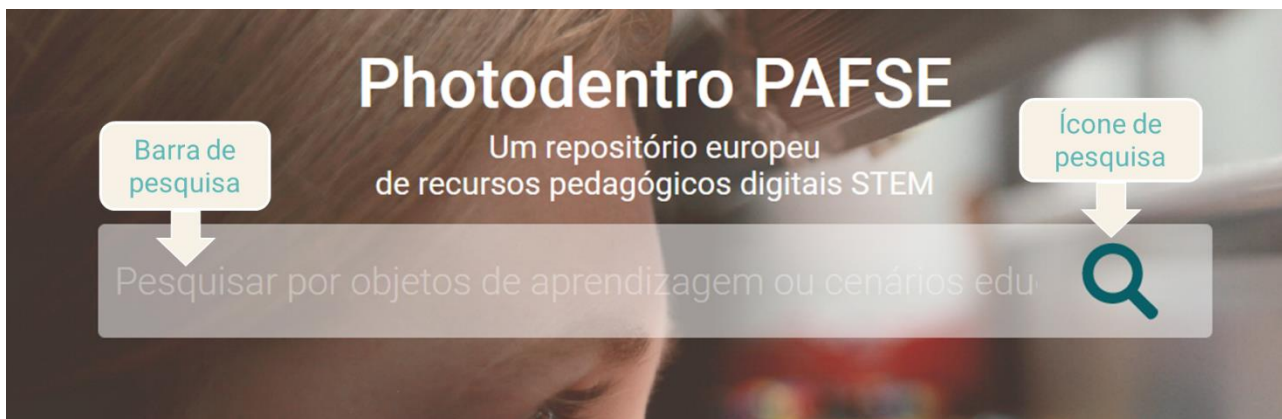 Photodentro PAFSE
Um repositório europeu
de recursos pedagógicos digitais STEM
Barra de
pesquisa
Ícone de
pesquisa
Pesquisar por objetos de aprendizagem ou cenários edu